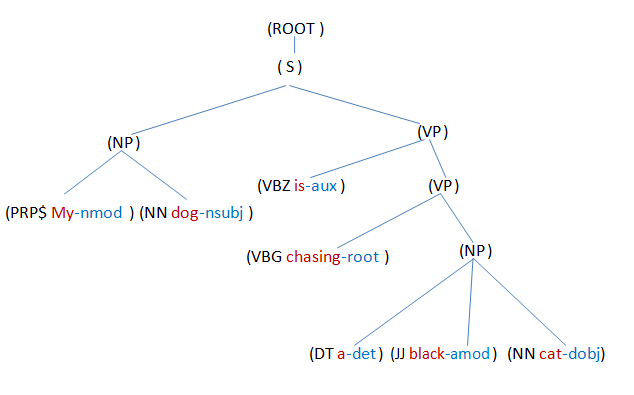 (ROOT )
( S )
(NP)
(VP)
(VBZ is-aux )
(VP)
(PRP$ My-nmod ) (NN dog-nsubj )
(VBG chasing-root )
(NP)
(DT a-det) (JJ black-amod ) (NN cat-dobj)